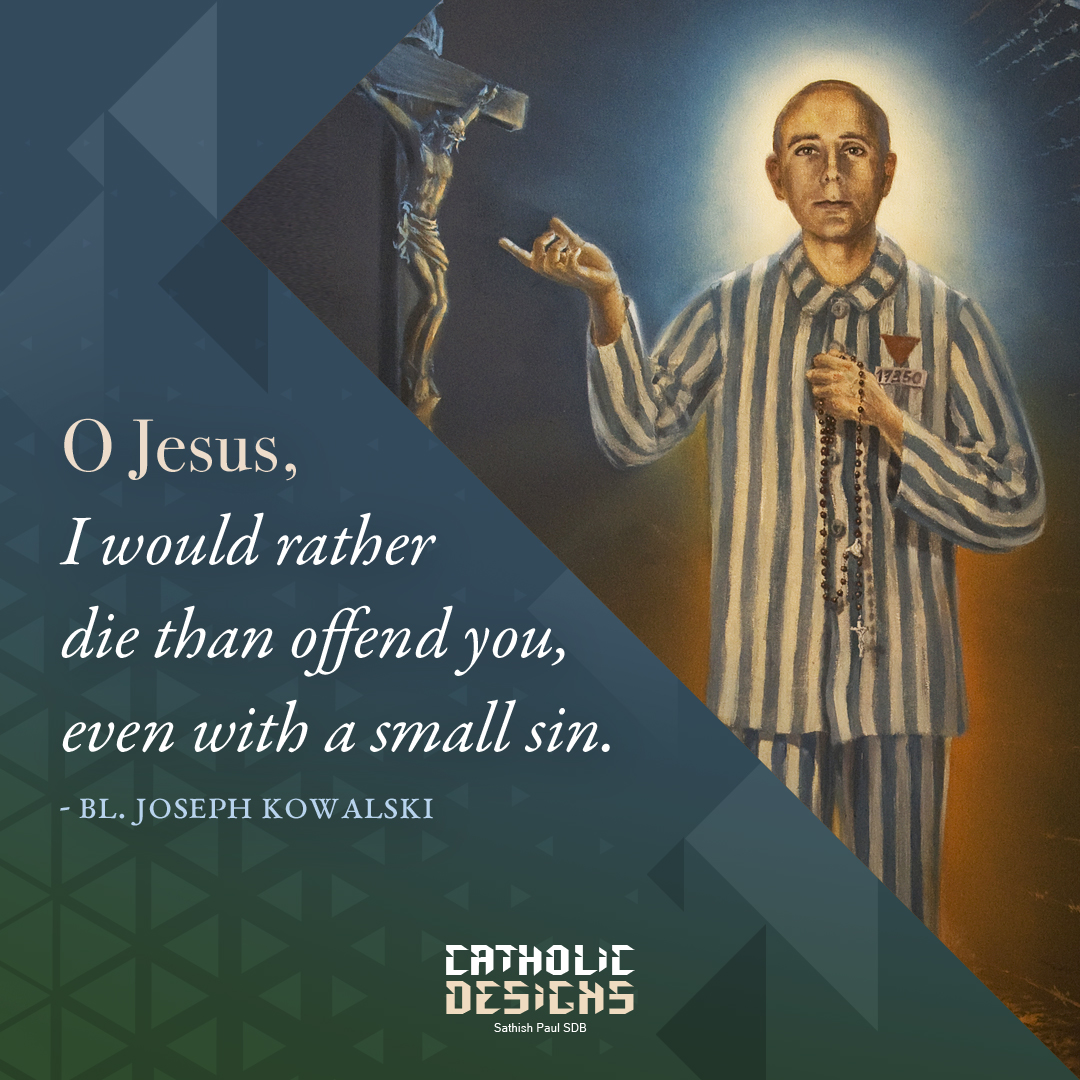 O Jesus,
I would rather
die than offend you,
even with a small sin.
- BL. JOSEPH KOWALSKI
17350
CATHOLIC
DESIGNS
Sathish Paul SDB